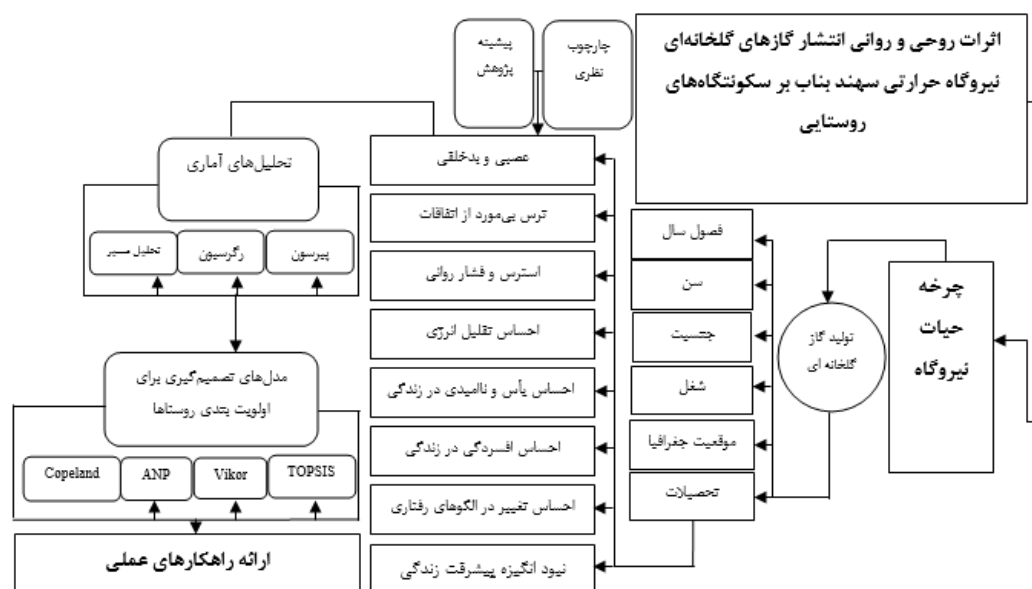 اثرات روحی و روانی انتشار گازهای گلخانه‌ای
نیروگاه حرارتی سهند بناب بر سکونتگاه‌های
روستایی
چرخه
حیات
نیروگاه
تولید گاز
گلخانه ای
فصول سال
سن
جنسیت
شغل
موقعیت جغرافیا
تحصیلات
چارچوب
نظری
پیشینه
پژوهش
عصبی و بدخلقی
ترس بی‌مورد از اتفاقات
استرس و فشار روانی
احساس تقلیل انرژی
احساس یأس و ناامیدی در زندگی
احساس افسردگی در زندگی
احساس تغییر در الگوهای رفتاری
نبود انگیزه پیشرفت زندگی
تحلیل‌های آماری
پیرسون
رگرسیون
تحلیل مسیر
مدل‌های تصمیم‌گیری برای
اولویت بندی روستاها
TOPSIS
Vikor
ANP
Copeland
ارائه راهکارهای عملی